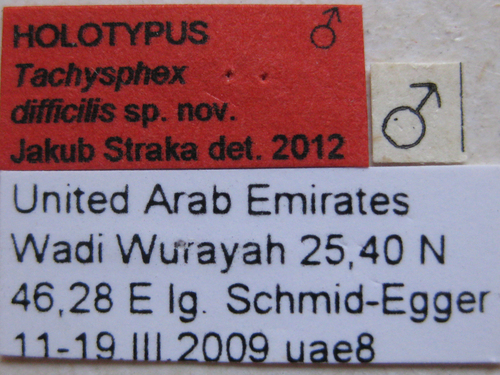 HOLOTYPUS ♂
Tachysphex
difficilis sp. nov.
Jakub Straka det. 2012
♂
United Arab Emirates
Wadi Wurayah 25,40 N
46,28 E lg. Schmid-Egger
11-19.III.2009 uae8